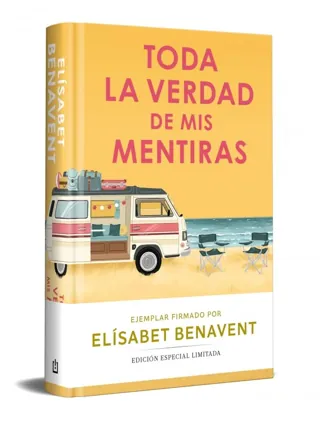 TODA
LA VERDAD
DE MIS
MENTIRAS
EJEMPLAR FIRMADO POR
ELÍSABET BENAVENT
EDICIÓN ESPECIAL LIMITADA
ELÍSABET
BENAVENT